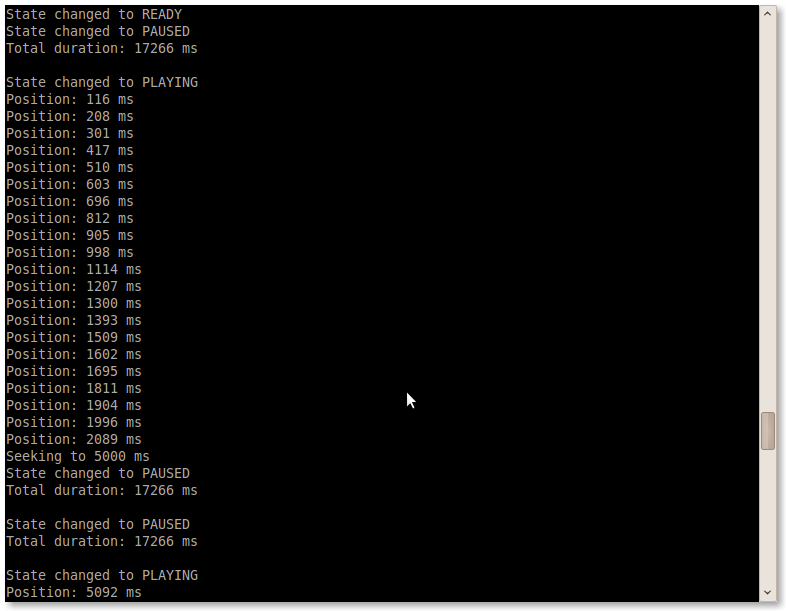 State changed to READY
State changed to PAUSED
Total duration: 17266 ms
State changed to PLAYING
Position: 116 ms
Position: 208 ms
Position: 301 ms
Position: 417 ms
Position: 510 ms
Position: 603 ms
Position: 696 ms
Position: 812 ms
Position: 905 ms
Position: 998 ms
Position: 1114 ms
Position: 1207 ms
Position: 1300 ms
Position: 1393 ms
Position: 1509 ms
Position: 1602 ms
Position: 1695 ms
Position: 1811 ms
Position: 1904 ms
Position: 1996 ms
Position: 2089 ms
Seeking to 5000 ms
State changed to PAUSED
Total duration: 17266 ms
State changed to PAUSED
Total duration: 17266 ms
State changed to PLAYING
Position: 5092 ms